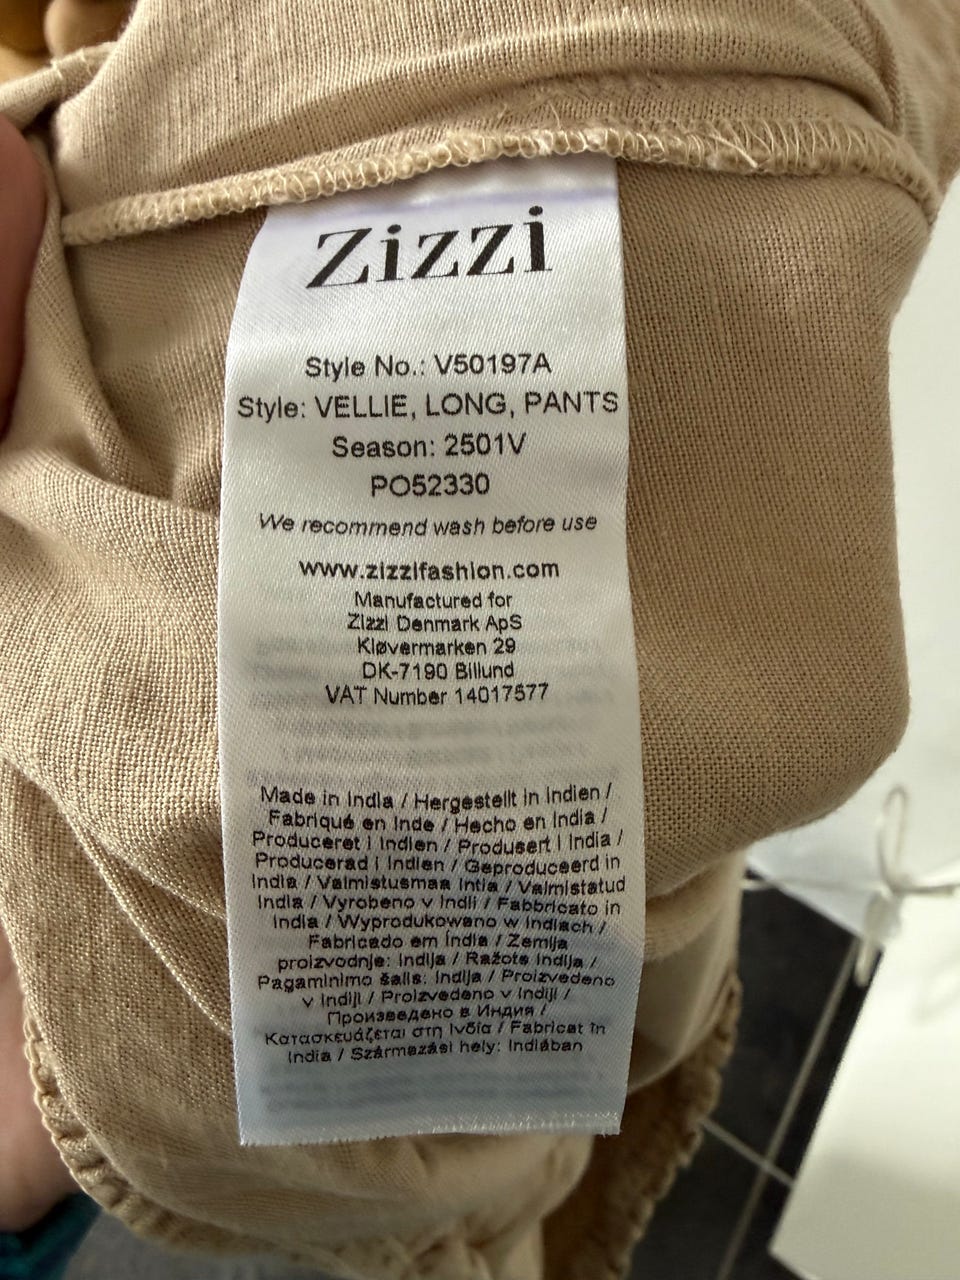 Zizzi
Style No.: V50197A
Style: VELLIE, LONG, PANTS
Season: 2501V
PO52330
We recommend wash before use
www.zizzifashion.com
Manufactured for
Zizzi Denmark ApS
Kløvermarken 29
DK-7190 Billund
VAT Number 14017577
Made in India / Hergestellt in Indien /
Fabriqué en Inde / Hecho en India /
Produceret i Indien / Produsert i India /
Producerad i Indien / Geproduceerd in
India / Valmistusmaa Intia / Valmistatud
India / Vyrobeno v Indii / Fabbricato in
India / Wyprodukowano w Indiach /
Fabricado em Índia / Zemlja
proizvodnje: Indija / Ražots Indija /
Pagaminimo šalis: Indija / Proizvedeno
v Indiji / Proizvedeno v Indiji /
Произведено в Индия /
Κατασκευάζεται στη Ινδία / Fabricat în
India / Származási hely: Indiában